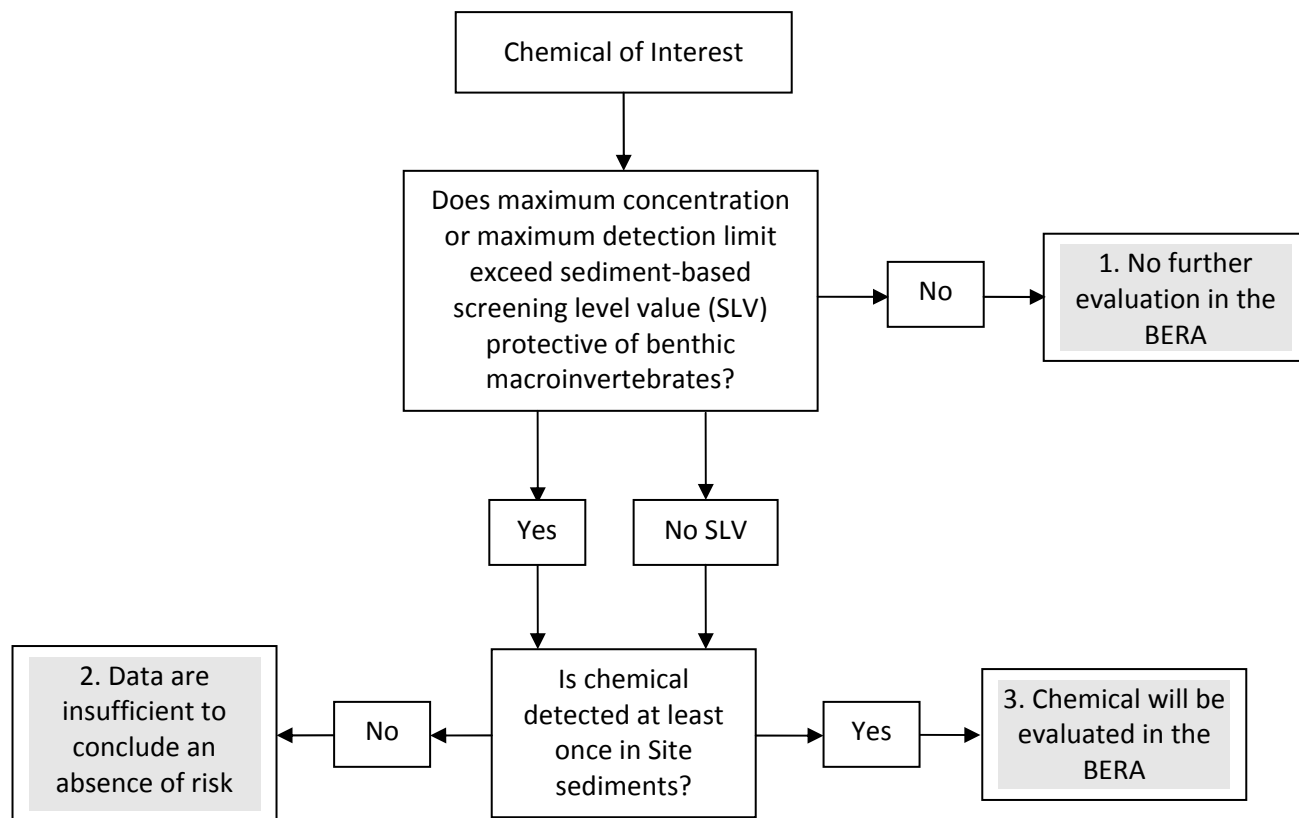 Chemical of Interest
Does maximum concentration
or maximum detection limit
exceed sediment-based
screening level value (SLV)
protective of benthic
macroinvertebrates?
No
1. No further
evaluation in the
BERA
Yes
No SLV
2. Data are
insufficient to
conclude an
absence of risk
No
Is chemical
detected at least
once in Site
sediments?
Yes
3. Chemical will be
evaluated in the
BERA